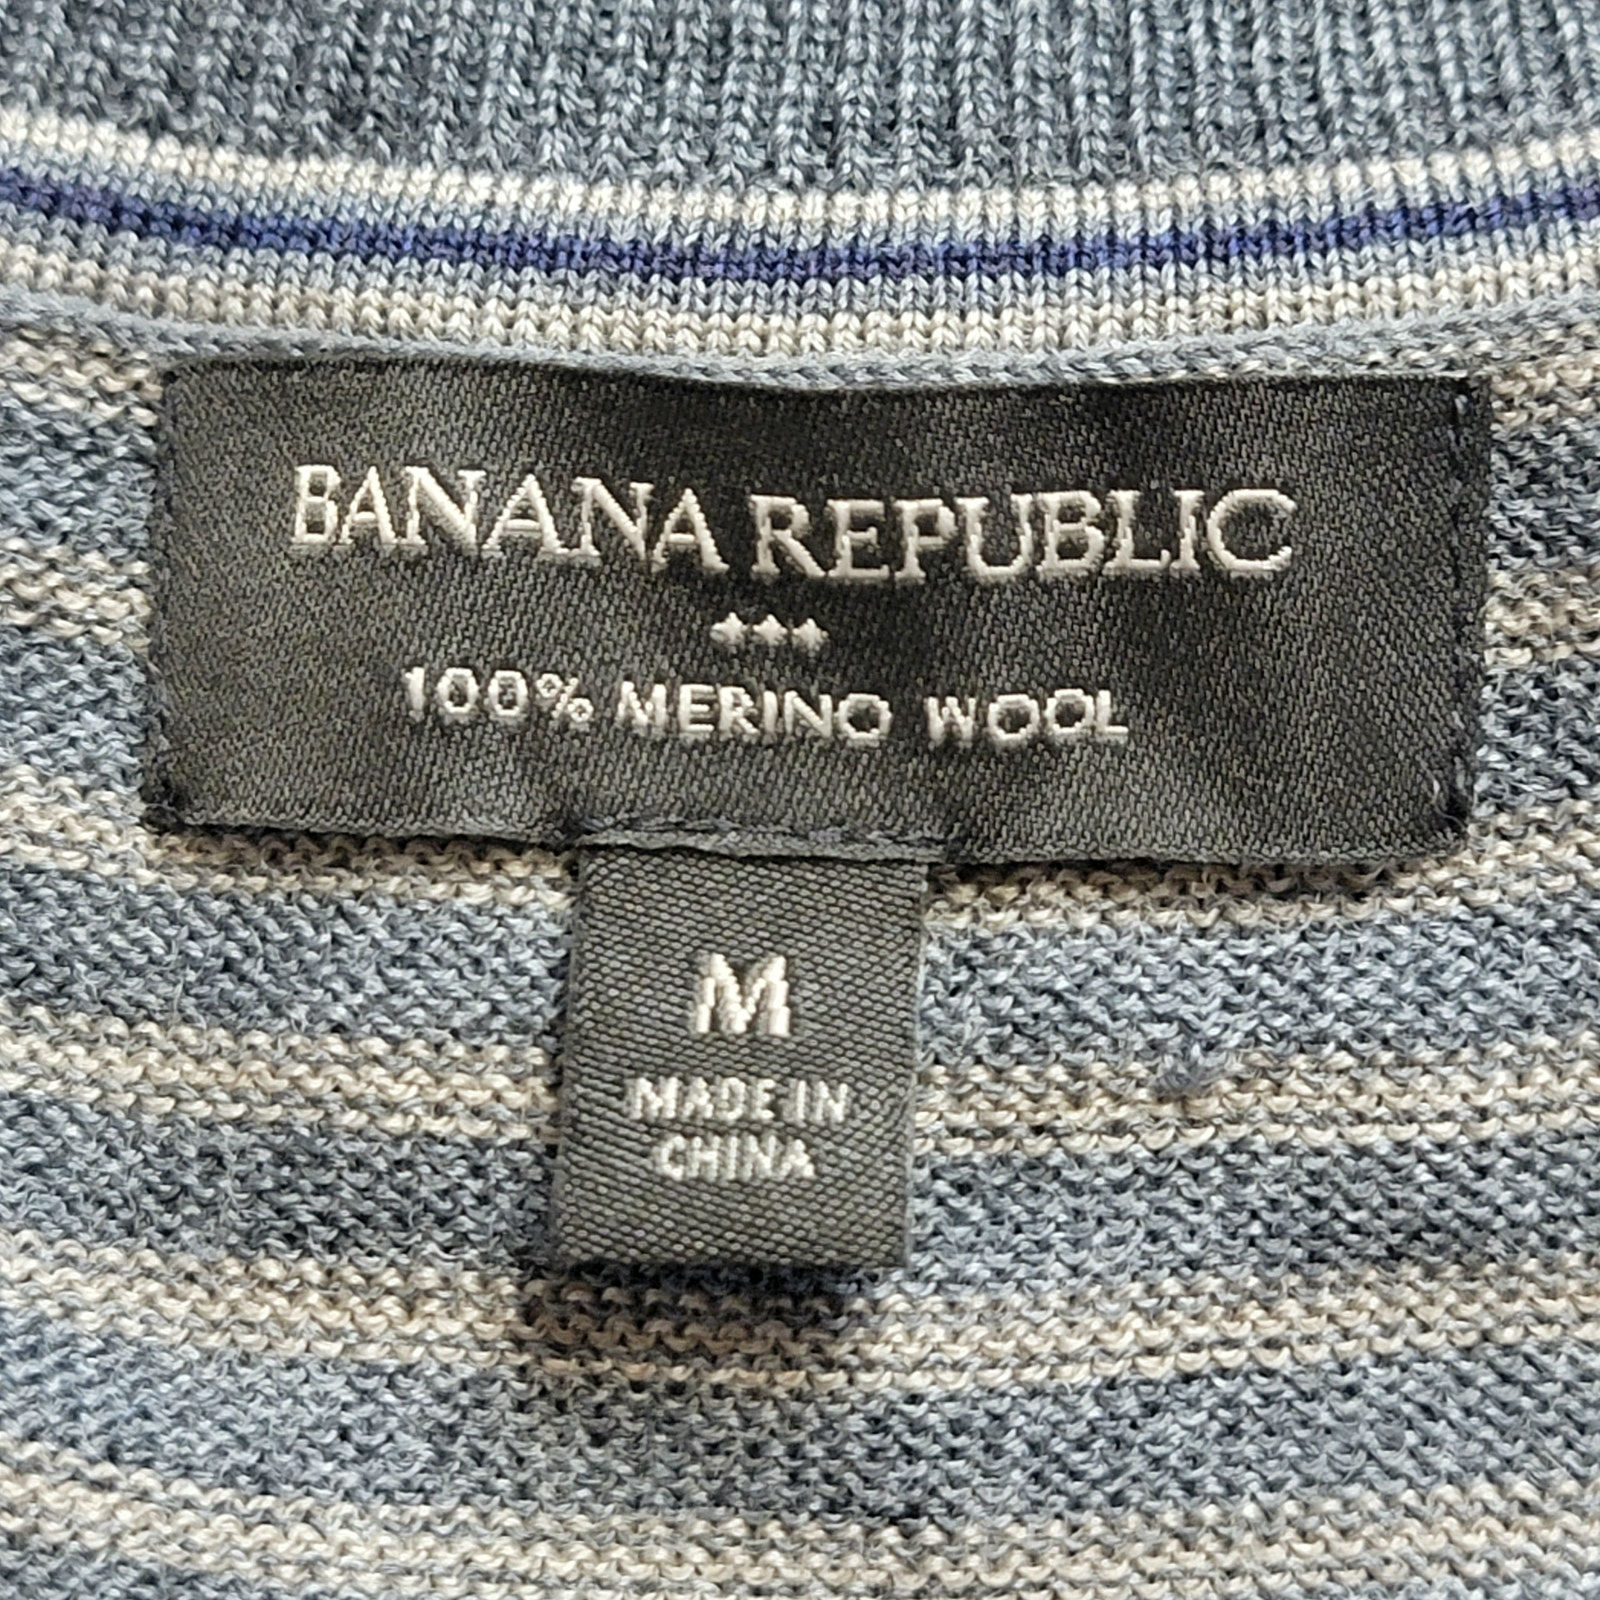 BANANA REPUBLIC
100% MERINO WOOL
M
MADE IN
CHINA